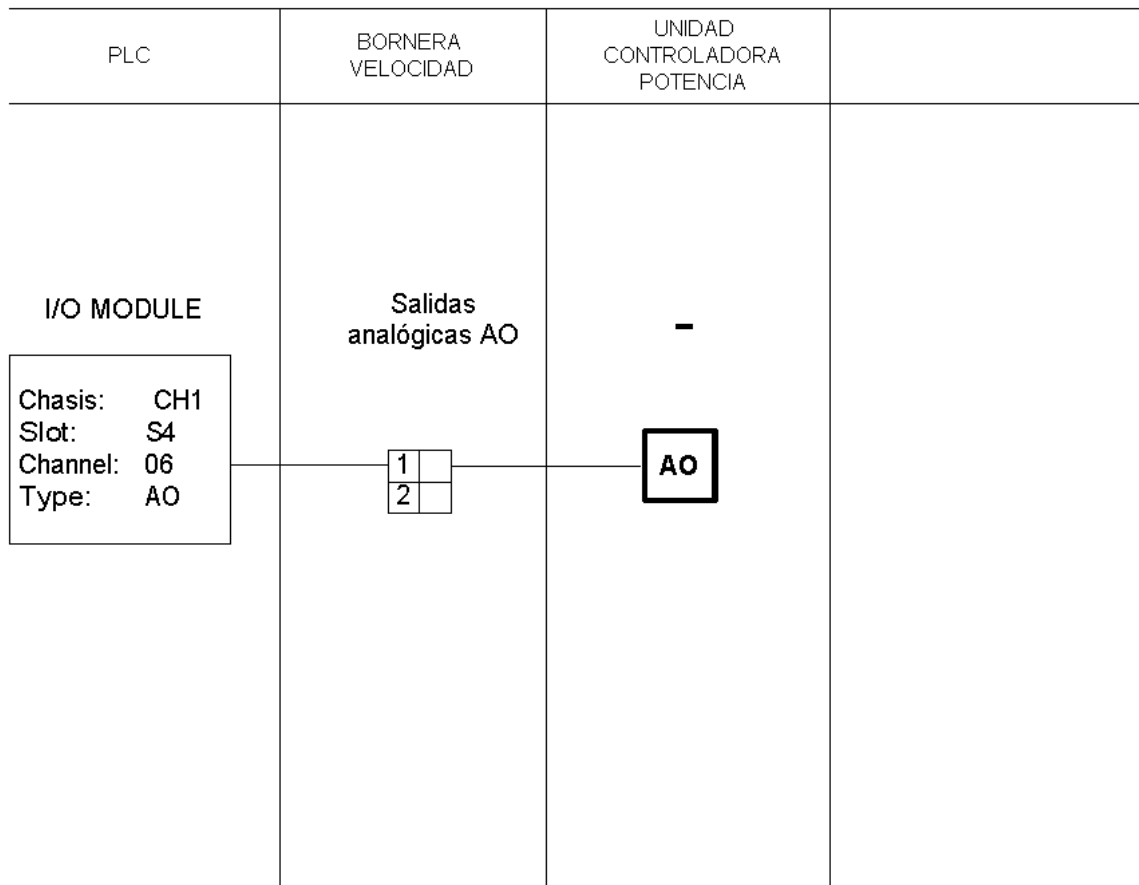 PLC
BORNERA
VELOCIDAD
UNIDAD
CONTROLADORA
POTENCIA
I/O MODULE
Salidas
analógicas AO
-
Chasis: CH1
Slot: S4
Channel: 06
Type: AO
1
2
AO